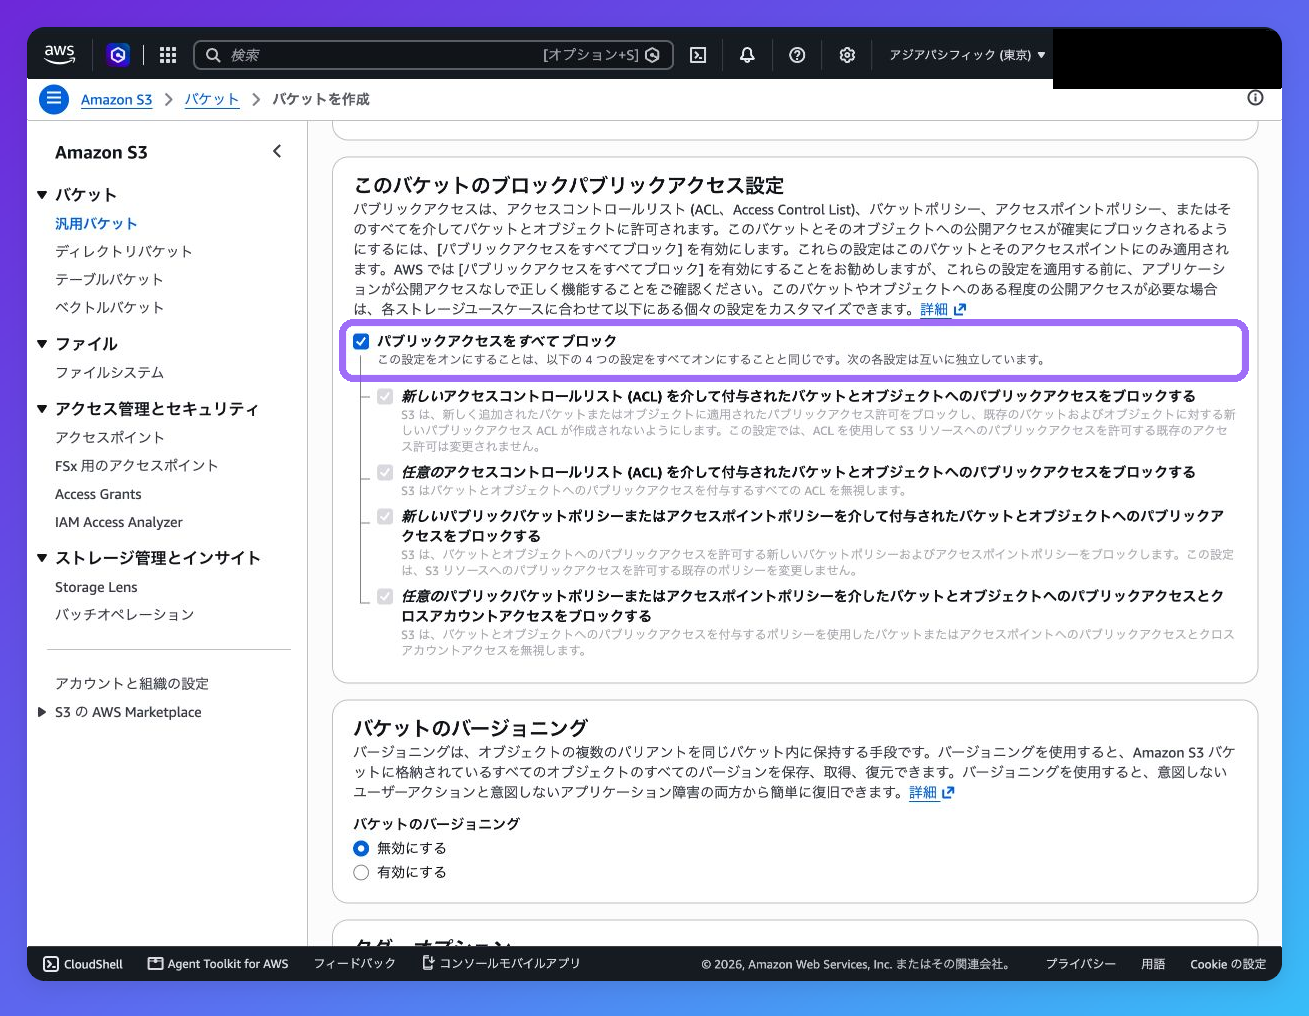 aws
検索
[オプション+S]
アジアパシフィック (東京) ▼
Amazon S3 > バケット > バケットを作成
Amazon S3
バケット
汎用バケット
ディレクトリバケット
テーブルバケット
ベクトルバケット
ファイル
ファイルシステム
アクセス管理とセキュリティ
アクセスポイント
FSx 用のアクセスポイント
Access Grants
IAM Access Analyzer
ストレージ管理とインサイト
Storage Lens
バッチオペレーション
アカウントと組織の設定
S3 の AWS Marketplace
このバケットのブロックパブリックアクセス設定
パブリックアクセスは、アクセスコントロールリスト (ACL、Access Control List)、バケットポリシー、アクセスポイントポリシー、またはそ
のすべてを介してバケットとオブジェクトに許可されます。このバケットとそのオブジェクトへの公開アクセスが確実にブロックされるよう
にするには、[パブリックアクセスをすべてブロック] を有効にします。これらの設定はこのバケットとそのアクセスポイントにのみ適用され
ます。AWS では [パブリックアクセスをすべてブロック] を有効にすることをお勧めしますが、これらの設定を適用する前に、アプリケーシ
ョンが公開アクセスなしで正しく機能することをご確認ください。このバケットやオブジェクトへのある程度の公開アクセスが必要な場合
は、各ストレージユースケースに合わせて以下にある個々の設定をカスタマイズできます。詳細
パブリックアクセスをすべてブロック
この設定をオンにすることは、以下の 4 つの設定をすべてオンにすることと同じです。次の各設定は互いに独立しています。
新しいアクセスコントロールリスト (ACL) を介して付与されたバケットとオブジェクトへのパブリックアクセスをブロックする
S3 は、新しく追加されたバケットまたはオブジェクトに適用されたパブリックアクセス許可をブロックし、既存のバケットおよびオブジェクトに対する新
しいパブリックアクセス ACL が作成されないようにします。この設定では、ACL を使用して S3 リソースへのパブリックアクセスを許可する既存のアクセ
ス許可は変更されません。
任意のアクセスコントロールリスト (ACL) を介して付与されたバケットとオブジェクトへのパブリックアクセスをブロックする
S3 はバケットとオブジェクトへのパブリックアクセスを付与するすべての ACL を無視します。
新しいパブリックバケットポリシーまたはアクセスポイントポリシーを介して付与されたバケットとオブジェクトへのパブリックア
クセスをブロックする
S3 は、バケットとオブジェクトへのパブリックアクセスを許可する新しいバケットポリシーおよびアクセスポイントポリシーをブロックします。この設定
は、S3 リソースへのパブリックアクセスを許可する既存のポリシーを変更しません。
任意のパブリックバケットポリシーまたはアクセスポイントポリシーを介したバケットとオブジェクトへのパブリックアクセスとク
ロスアカウントアクセスをブロックする
S3 は、バケットとオブジェクトへのパブリックアクセスを付与するポリシーを使用したバケットまたはアクセスポイントへのパブリックアクセスとクロス
アカウントアクセスを無視します。
バケットのバージョニング
バージョニングは、オブジェクトの複数のバリアントを同じバケット内に保持する手段です。バージョニングを使用すると、Amazon S3 バケ
ットに格納されているすべてのオブジェクトのすべてのバージョンを保存、取得、復元できます。バージョニングを使用すると、意図しない
ユーザーアクションと意図しないアプリケーション障害の両方から簡単に復旧できます。詳細
バケットのバージョニング
無効にする
有効にする
CloudShell
Agent Toolkit for AWS
フィードバック
コンソールモバイルアプリ
© 2026, Amazon Web Services, Inc. またはその関連会社。
プライバシー
用語
Cookie の設定